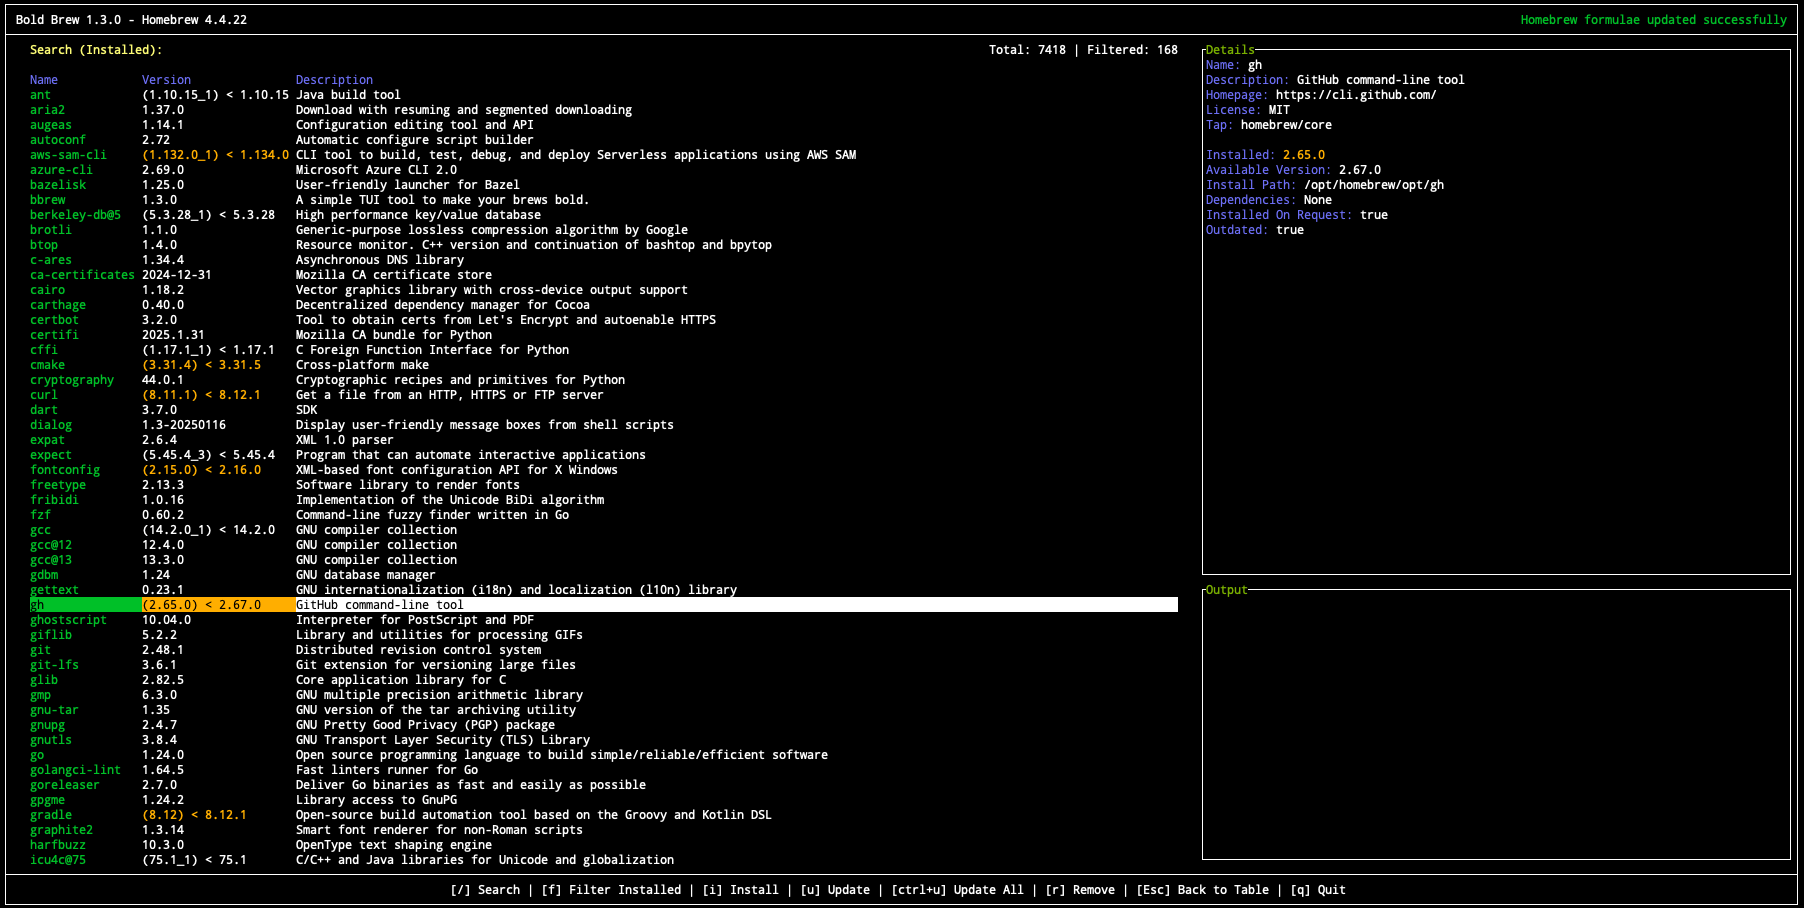 Bold Brew 1.3.0 - Homebrew 4.4.22
Homebrew formulae updated successfully
Search (Installed):
Total: 7418 | Filtered: 168
Name Version Description
ant (1.10.15_1) < 1.10.15 Java build tool
aria2 1.37.0 Download with resuming and segmented downloading
augeas 1.14.1 Configuration editing tool and API
autoconf 2.72 Automatic configure script builder
aws-sam-cli (1.132.0_1) < 1.134.0 CLI tool to build, test, debug, and deploy Serverless applications using AWS SAM
azure-cli 2.69.0 Microsoft Azure CLI 2.0
bazelisk 1.25.0 User-friendly launcher for Bazel
bbrew 1.3.0 A simple TUI tool to make your brews bold.
berkeley-db@5 (5.3.28_1) < 5.3.28 High performance key/value database
brotli 1.1.0 Generic-purpose lossless compression algorithm by Google
btop 1.4.0 Resource monitor. C++ version and continuation of bashtop and bpytop
c-ares 1.34.4 Asynchronous DNS library
ca-certificates 2024-12-31 Mozilla CA certificate store
cairo 1.18.2 Vector graphics library with cross-device output support
carthage 0.40.0 Decentralized dependency manager for Cocoa
certbot 3.2.0 Tool to obtain certs from Let's Encrypt and autoenable HTTPS
certifi 2025.1.31 Mozilla CA bundle for Python
cffi (1.17.1_1) < 1.17.1 C Foreign Function Interface for Python
cmake (3.31.4) < 3.31.5 Cross-platform make
cryptography 44.0.1 Cryptographic recipes and primitives for Python
curl (8.11.1) < 8.12.1 Get a file from an HTTP, HTTPS or FTP server
dart 3.7.0 SDK
dialog 1.3-20250116 Display user-friendly message boxes from shell scripts
expat 2.6.4 XML 1.0 parser
expect (5.45.4_3) < 5.45.4 Program that can automate interactive applications
fontconfig (2.15.0) < 2.16.0 XML-based font configuration API for X Windows
freetype 2.13.3 Software library to render fonts
fribidi 1.0.16 Implementation of the Unicode BiDi algorithm
fzf 0.60.2 Command-line fuzzy finder written in Go
gcc (14.2.0_1) < 14.2.0 GNU compiler collection
gcc@12 12.4.0 GNU compiler collection
gcc@13 13.3.0 GNU compiler collection
gdbm 1.24 GNU database manager
gettext 0.23.1 GNU internationalization (i18n) and localization (l10n) library
gh (2.65.0) < 2.67.0 GitHub command-line tool
ghostscript 10.04.0 Interpreter for PostScript and PDF
giflib 5.2.2 Library and utilities for processing GIFs
git 2.48.1 Distributed revision control system
git-lfs 3.6.1 Git extension for versioning large files
glib 2.82.5 Core application library for C
gmp 6.3.0 GNU multiple precision arithmetic library
gnu-tar 1.35 GNU version of the tar archiving utility
gnupg 2.4.7 GNU Pretty Good Privacy (PGP) package
gnutls 3.8.4 GNU Transport Layer Security (TLS) Library
go 1.24.0 Open source programming language to build simple/reliable/efficient software
golangci-lint 1.64.5 Fast linters runner for Go
goreleaser 2.7.0 Deliver Go binaries as fast and easily as possible
gpgme 1.24.2 Library access to GnuPG
gradle (8.12) < 8.12.1 Open-source build automation tool based on the Groovy and Kotlin DSL
graphite2 1.3.14 Smart font renderer for non-Roman scripts
harfbuzz 10.3.0 OpenType text shaping engine
icu4c@75 (75.1_1) < 75.1 C/C++ and Java libraries for Unicode and globalization
Details
Name: gh
Description: GitHub command-line tool
Homepage: https://cli.github.com/
License: MIT
Tap: homebrew/core
Installed: 2.65.0
Available Version: 2.67.0
Install Path: /opt/homebrew/opt/gh
Dependencies: None
Installed On Request: true
Outdated: true
Output
[/] Search | [f] Filter Installed | [i] Install | [u] Update | [ctrl+u] Update All | [r] Remove | [Esc] Back to Table | [q] Quit